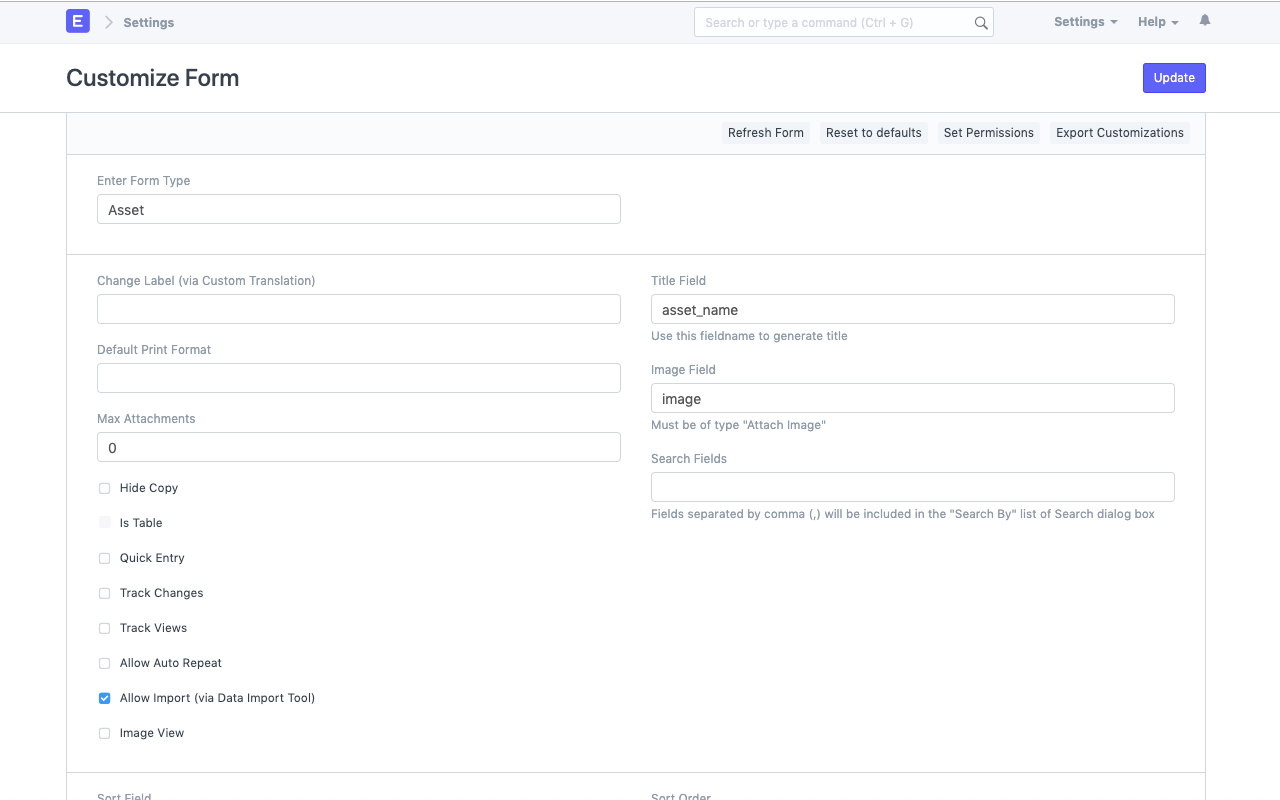 E
Settings
Search or type a command (Ctrl + G)
Settings
Help
Customize Form
Update
Refresh Form
Reset to defaults
Set Permissions
Export Customizations
Enter Form Type
Asset
Change Label (via Custom Translation)
Default Print Format
Max Attachments
0
Hide Copy
Is Table
Quick Entry
Track Changes
Track Views
Allow Auto Repeat
Allow Import (via Data Import Tool)
Image View
Title Field
asset_name
Use this fieldname to generate title
Image Field
image
Must be of type "Attach Image"
Search Fields
Fields separated by comma (,) will be included in the "Search By" list of Search dialog box
Sort Field
Sort Order